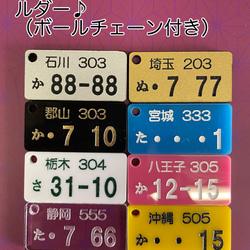 ルダー♪
（ボールチェーン付き）
石川 303
か 88-88
埼玉 203
ぬ・7 77
郡山 303
か・7 10
宮城 333
た・・・1
栃木 304
さ 31-10
八王子 305
か 12-15
静岡 555
た・7 66
沖縄 505
か・・15